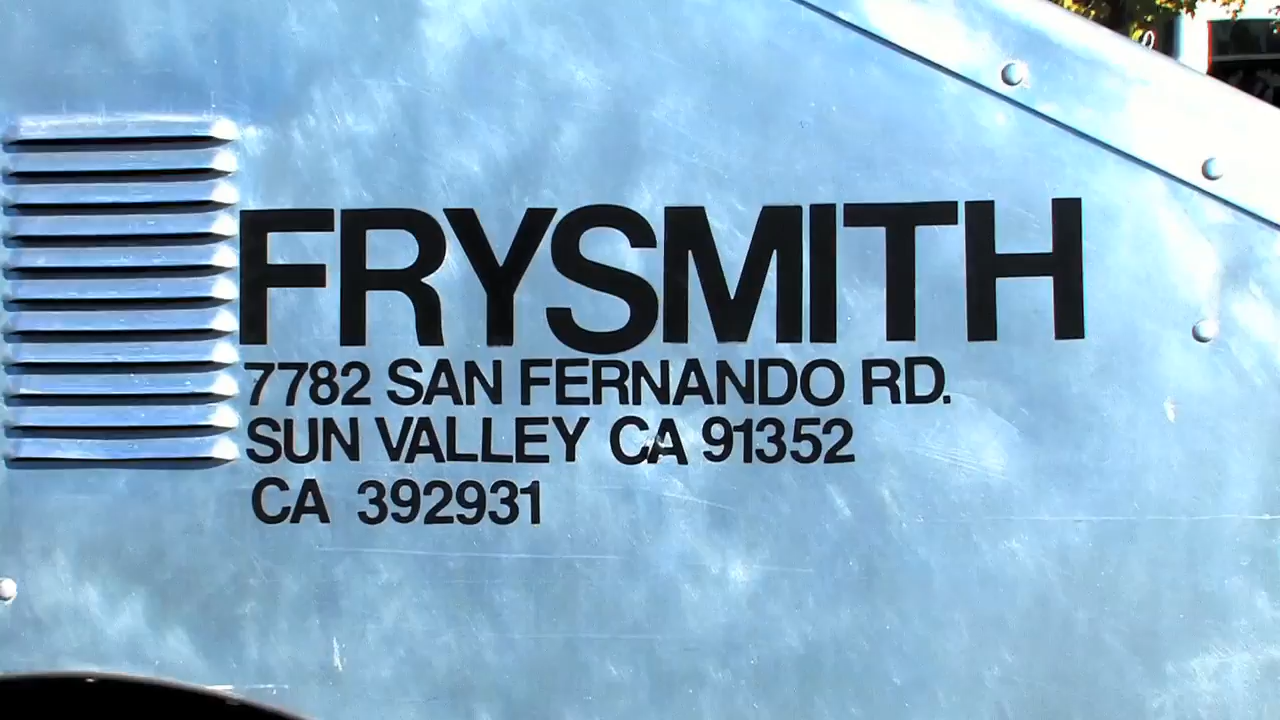 FRYSMITH
7782 SAN FERNANDO RD.
SUN VALLEY CA 91352
CA 392931